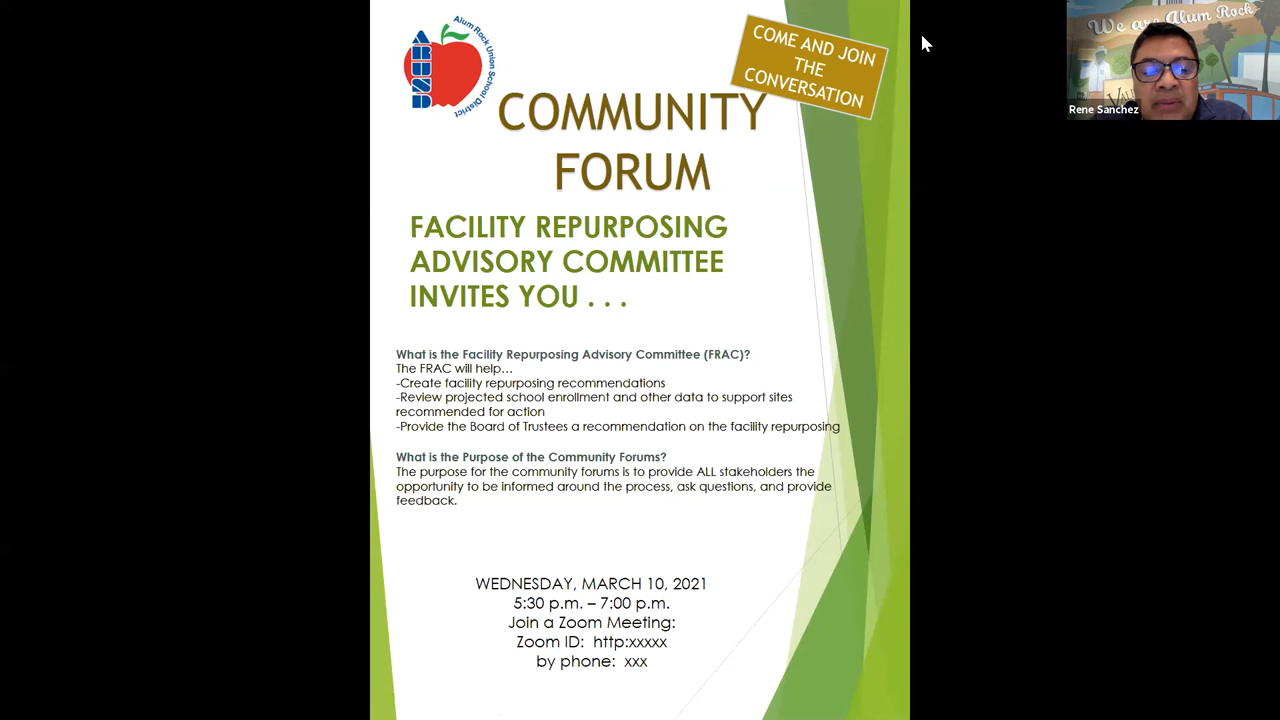 Alum Rock Union School District
ARUSD
COME AND JOIN
THE
CONVERSATION
COMMUNITY
FORUM
FACILITY REPURPOSING
ADVISORY COMMITTEE
INVITES YOU . . .
What is the Facility Repurposing Advisory Committee (FRAC)?
The FRAC will help…
-Create facility repurposing recommendations
-Review projected school enrollment and other data to support sites
recommended for action
-Provide the Board of Trustees a recommendation on the facility repurposing
What is the Purpose of the Community Forums?
The purpose for the community forums is to provide ALL stakeholders the
opportunity to be informed around the process, ask questions, and provide
feedback.
WEDNESDAY, MARCH 10, 2021
5:30 p.m. – 7:00 p.m.
Join a Zoom Meeting:
Zoom ID:  http:xxxxx
by phone:  xxx
We are Alum Rock
Rene Sanchez